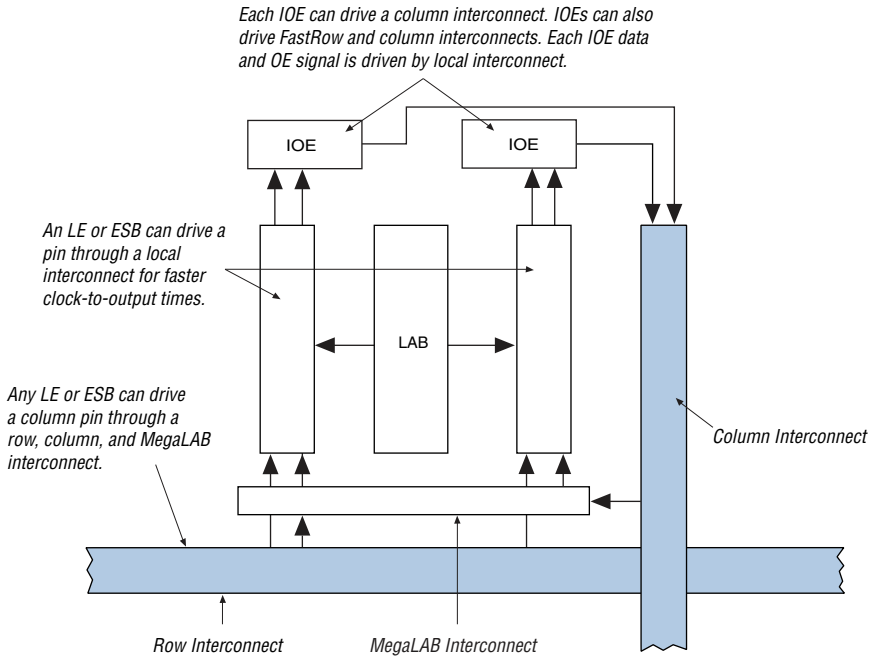 Each IOE can drive a column interconnect. IOEs can also
drive FastRow and column interconnects. Each IOE data
and OE signal is driven by local interconnect.
IOE
IOE
An LE or ESB can drive a
pin through a local
interconnect for faster
clock-to-output times.
LAB
Any LE or ESB can drive
a column pin through a
row, column, and MegaLAB
interconnect.
Column Interconnect
Row Interconnect
MegaLAB Interconnect